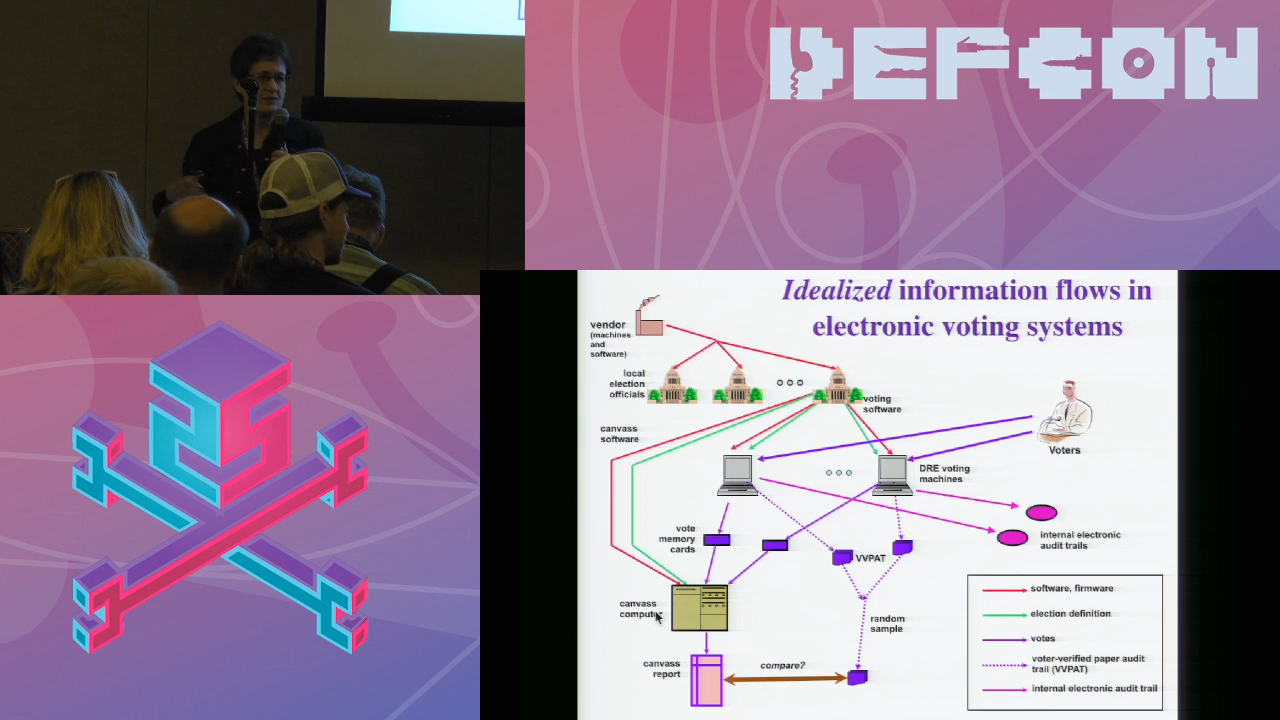 DEFCON
Idealized information flows in
electronic voting systems
vendor
(machines
and
software)
local
election
officials
voting
software
canvass
software
Voters
DRE voting
machines
vote
memory
cards
VVPAT
internal electronic
audit trails
canvass
computer
random
sample
canvass
report
compare?
software, firmware
election definition
votes
voter-verified paper audit
trail (VVPAT)
internal electronic audit trail